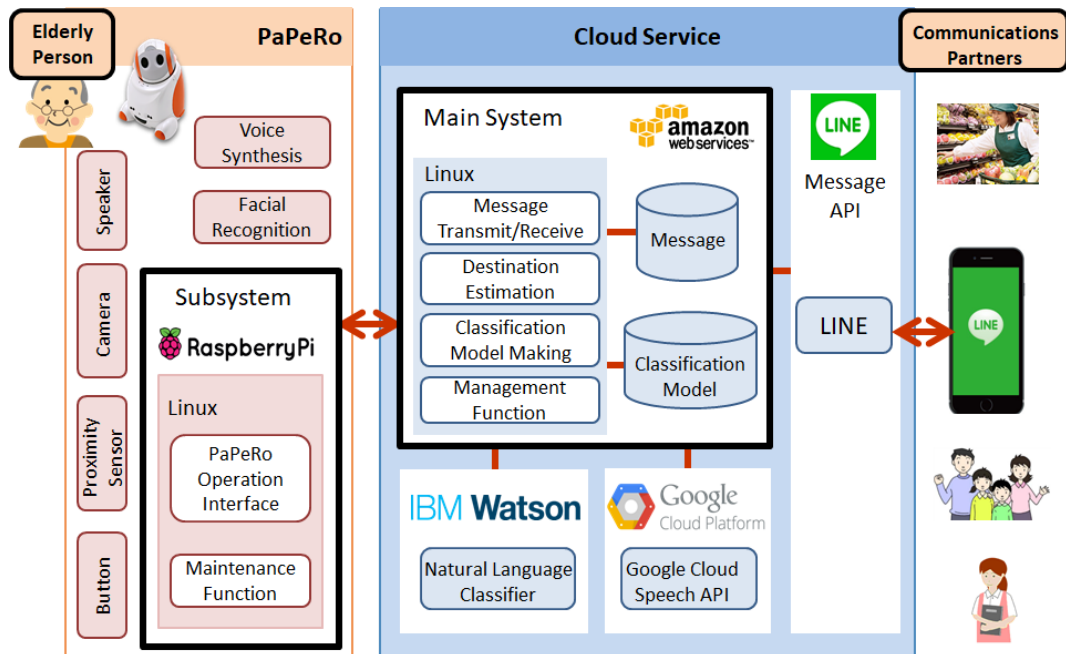 Elderly
Person
PaPeRo
Voice
Synthesis
Facial
Recognition
Speaker
Camera
Proximity
Sensor
Button
Subsystem
RaspberryPi
Linux
PaPeRo
Operation
Interface
Maintenance
Function
Cloud Service
Main System
amazon
web services™
Linux
Message
Transmit/Receive
Destination
Estimation
Classification
Model Making
Management
Function
Message
Classification
Model
LINE
Message
API
LINE
IBM Watson
Natural Language
Classifier
Google
Cloud Platform
Google Cloud
Speech API
Communications
Partners
LINE